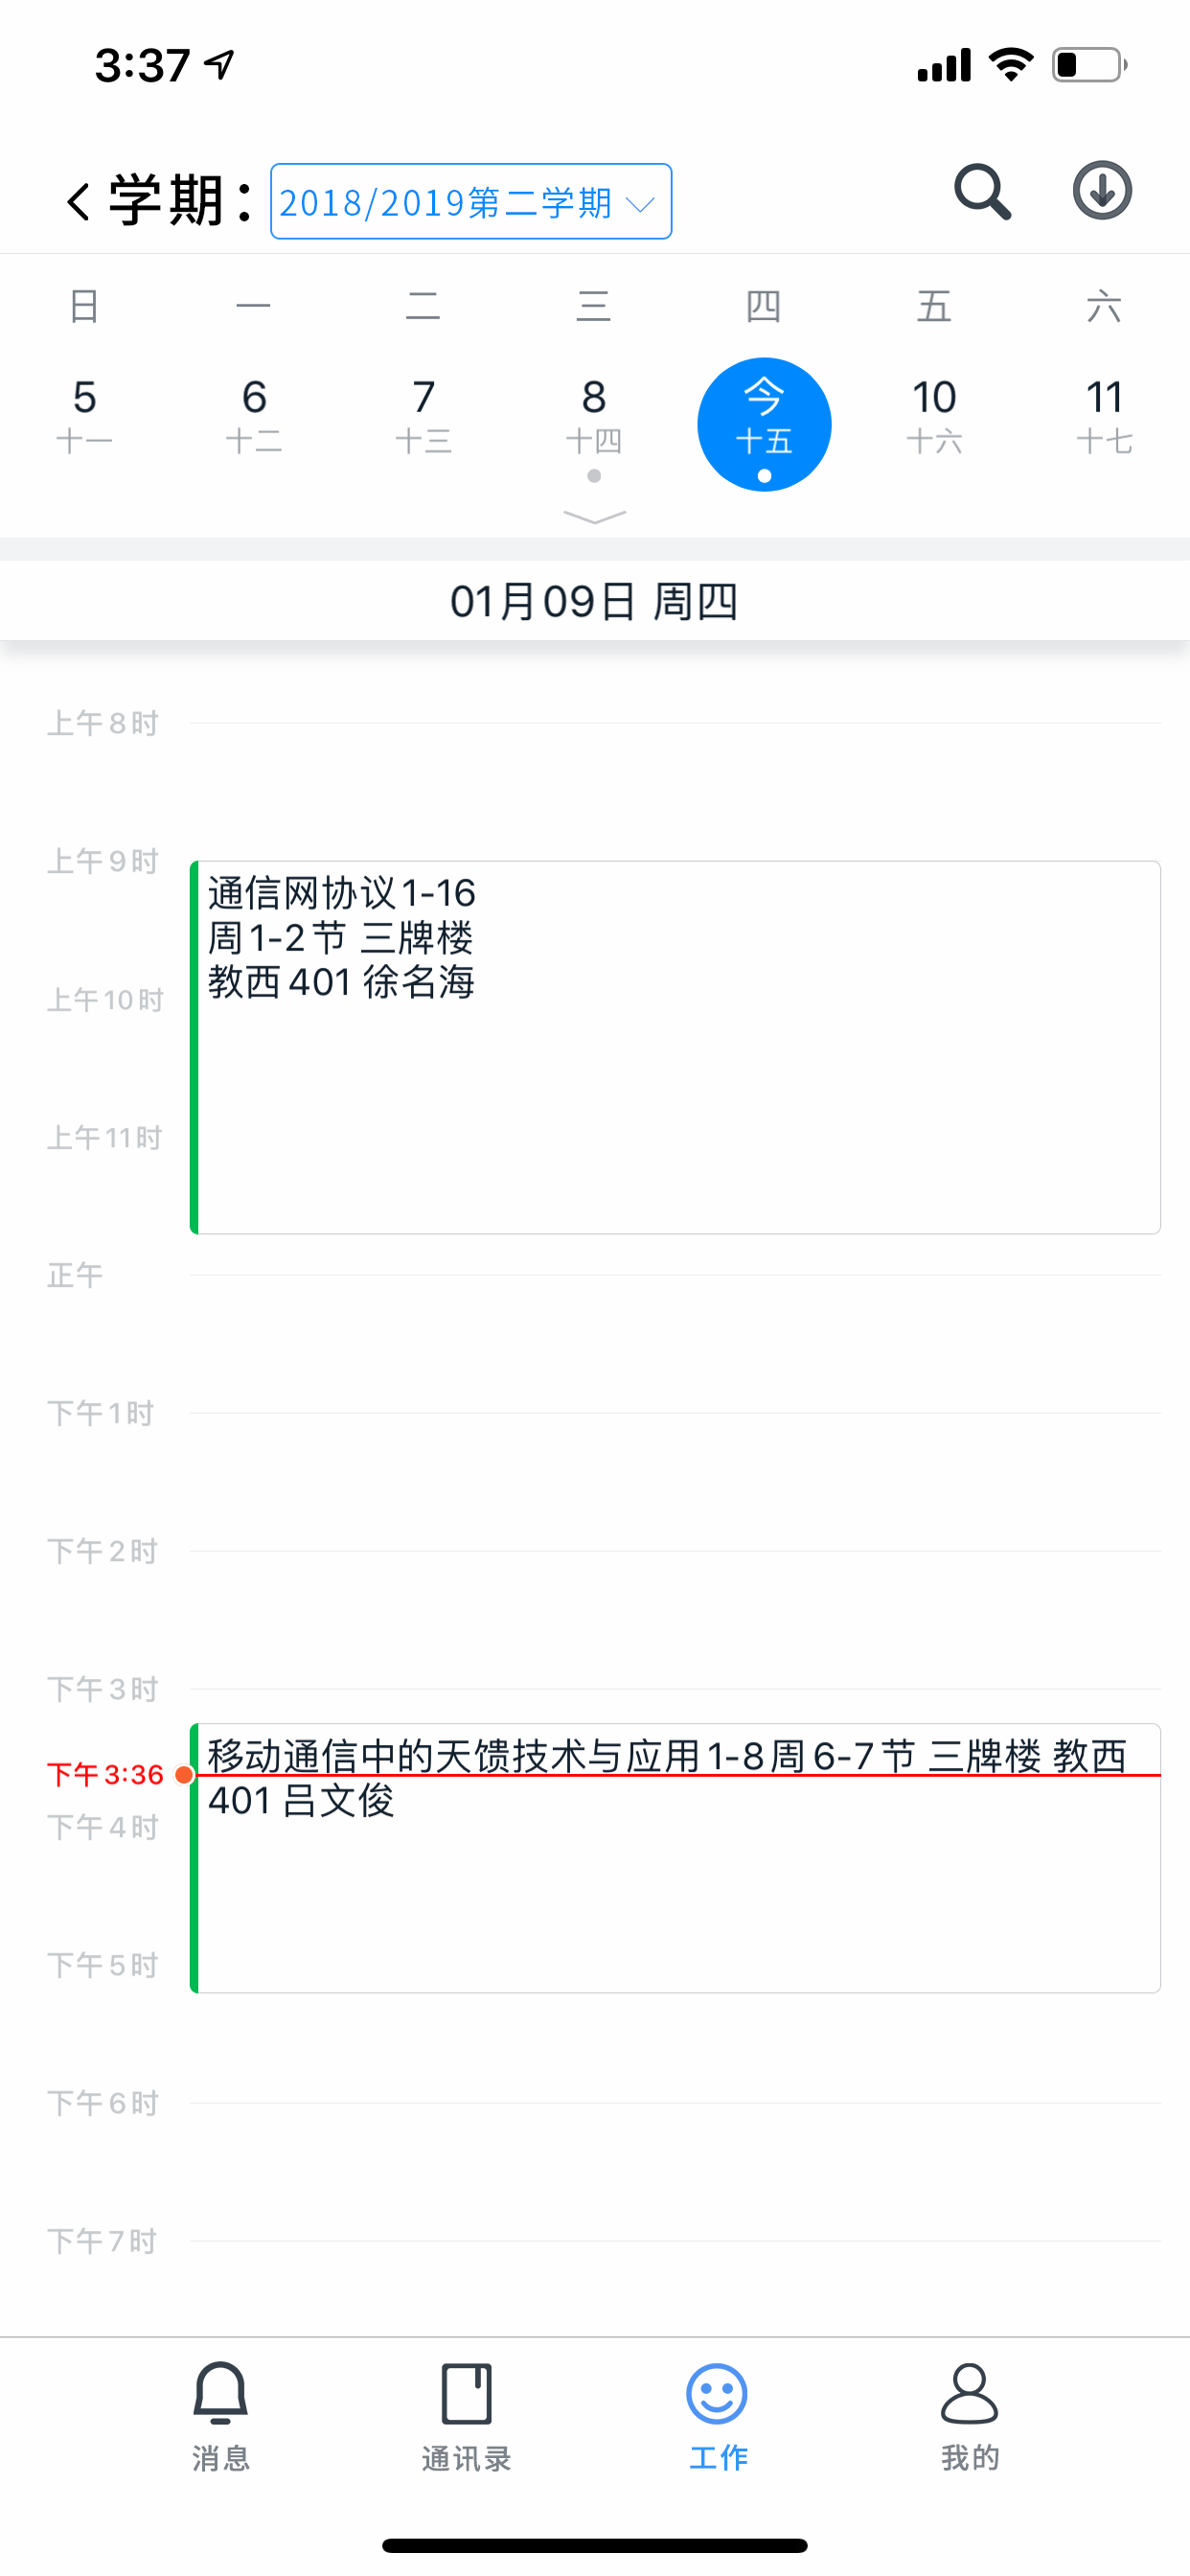 3:37
学期：
2018/2019第二学期
日 一 二 三 四 五 六
5 6 7 8 今 10 11
十一 十二 十三 十四 十五 十六 十七
01月09日 周四
上午8时
上午9时
通信网协议1-16
周1-2节 三牌楼
教西401 徐名海
上午10时
上午11时
正午
下午1时
下午2时
下午3时
移动通信中的天馈技术与应用1-8周6-7节 三牌楼 教西
下午3:36
401 吕文俊
下午4时
下午5时
下午6时
下午7时
消息 通讯录 工作 我的